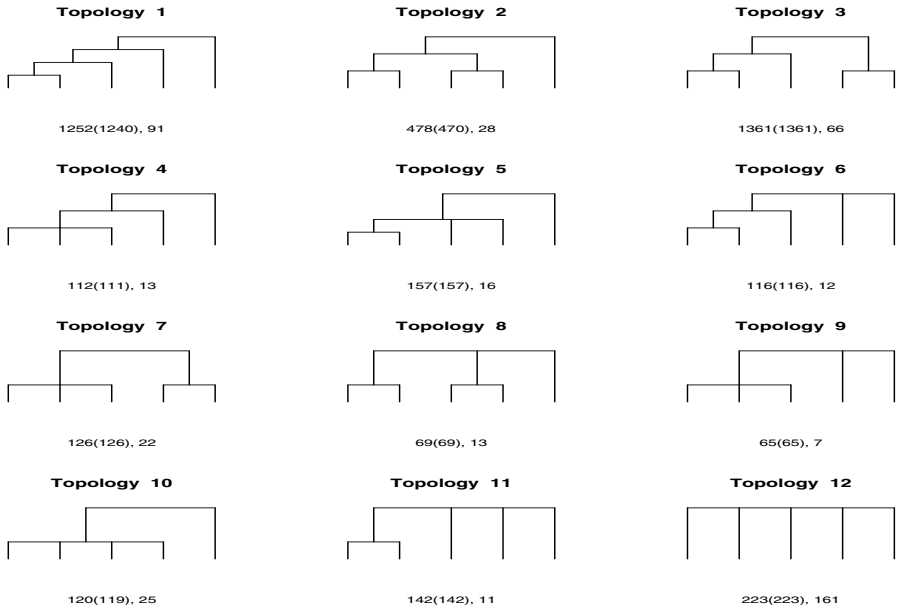 Topology 1
Topology 2
Topology 3
1252(1240), 91
478(470), 28
1361(1361), 66
Topology 4
Topology 5
Topology 6
112(111), 13
157(157), 16
116(116), 12
Topology 7
Topology 8
Topology 9
126(126), 22
69(69), 13
65(65), 7
Topology 10
Topology 11
Topology 12
120(119), 25
142(142), 11
223(223), 161